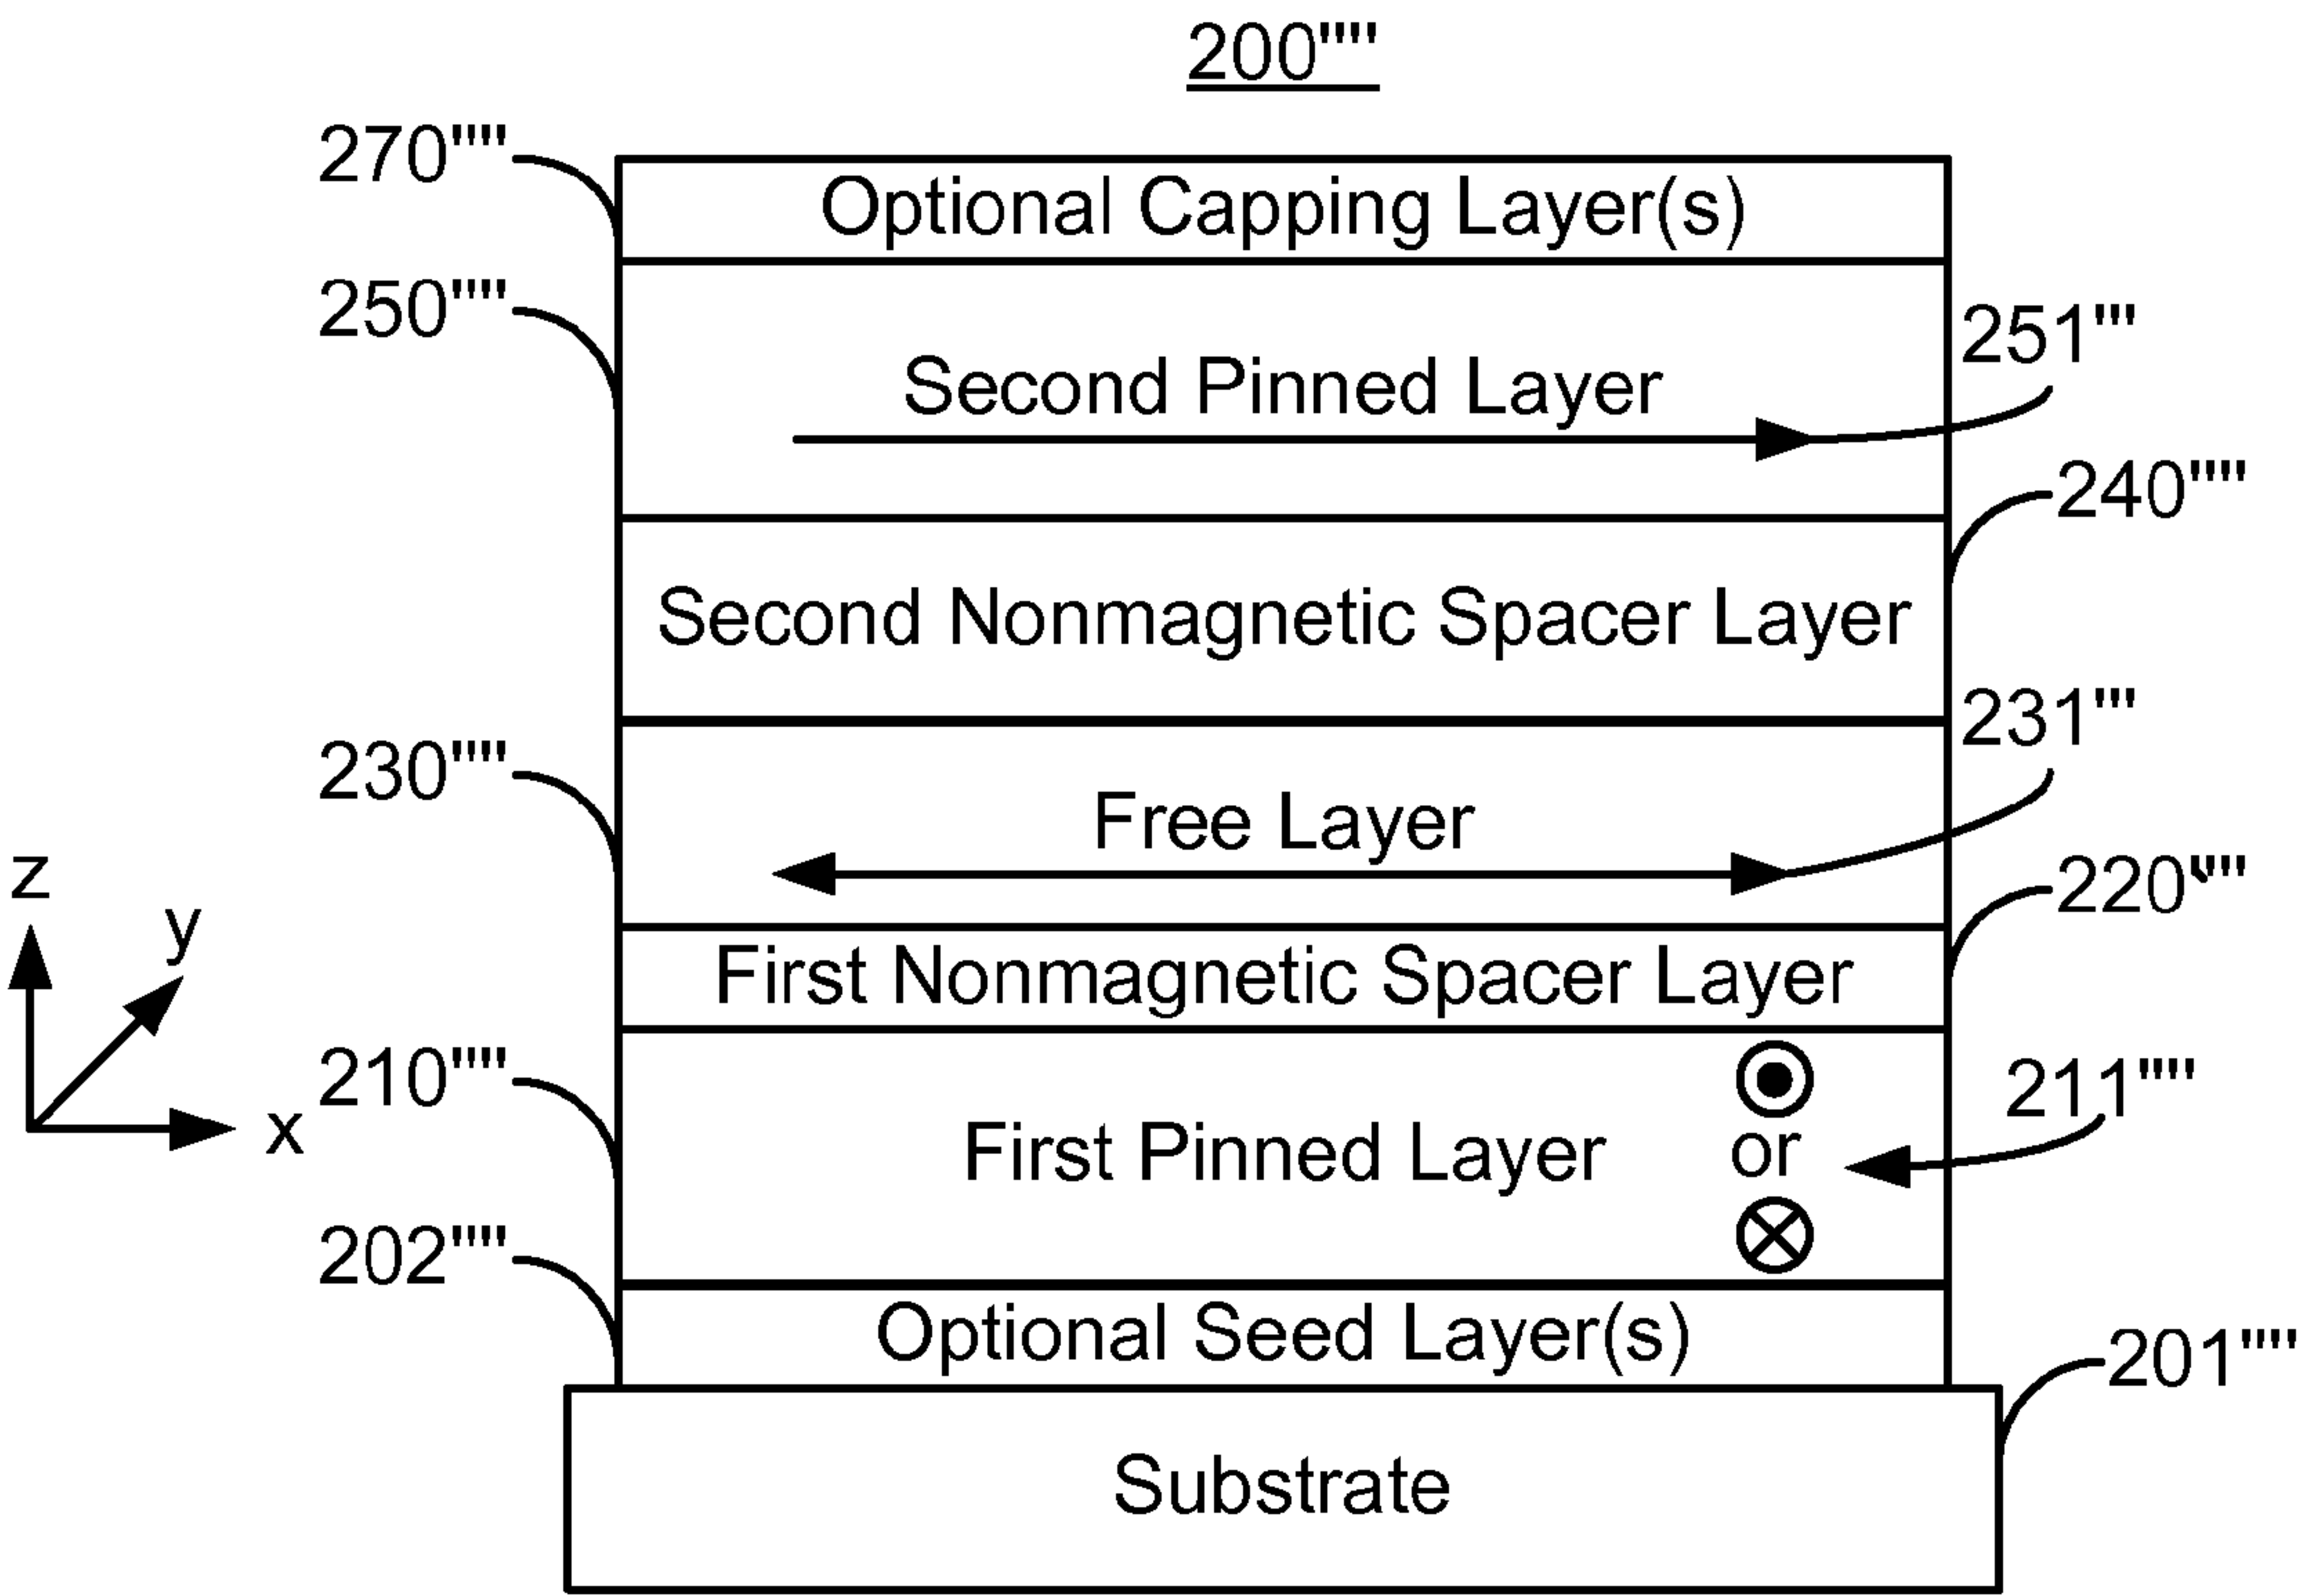 200""
270"" Optional Capping Layer(s)
250""
251"'
Second Pinned Layer
240""
Second Nonmagnetic Spacer Layer
231"'
230""
Free Layer
z
y
220""
First Nonmagnetic Spacer Layer
x
210""
211""
First Pinned Layer
or
202""
Optional Seed Layer(s)
201""
Substrate